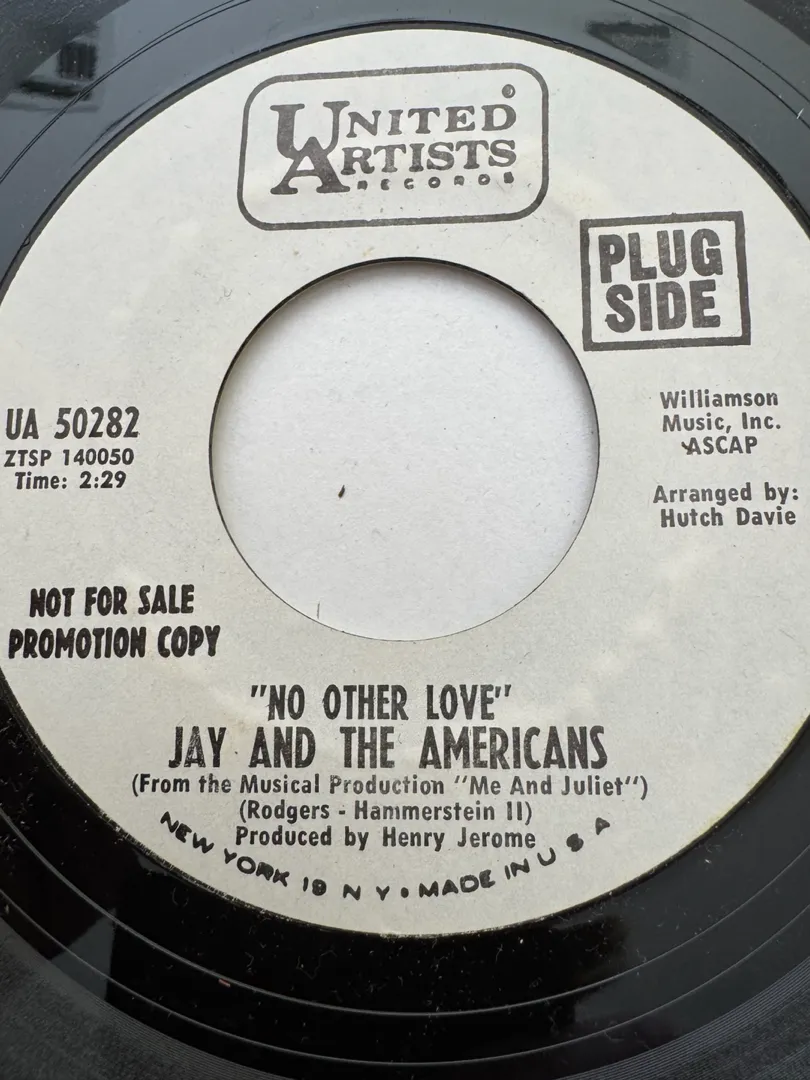 UNITED
ARTISTS
RECORDS
PLUG
SIDE
UA 50282
ZTSP 140050
Time: 2:29
Williamson
Music, Inc.
ASCAP
Arranged by:
Hutch Davie
NOT FOR SALE
PROMOTION COPY
"NO OTHER LOVE"
JAY AND THE AMERICANS
(From the Musical Production "Me And Juliet")
(Rodgers - Hammerstein II)
Produced by Henry Jerome
NEW YORK 19 N Y • MADE IN U S A